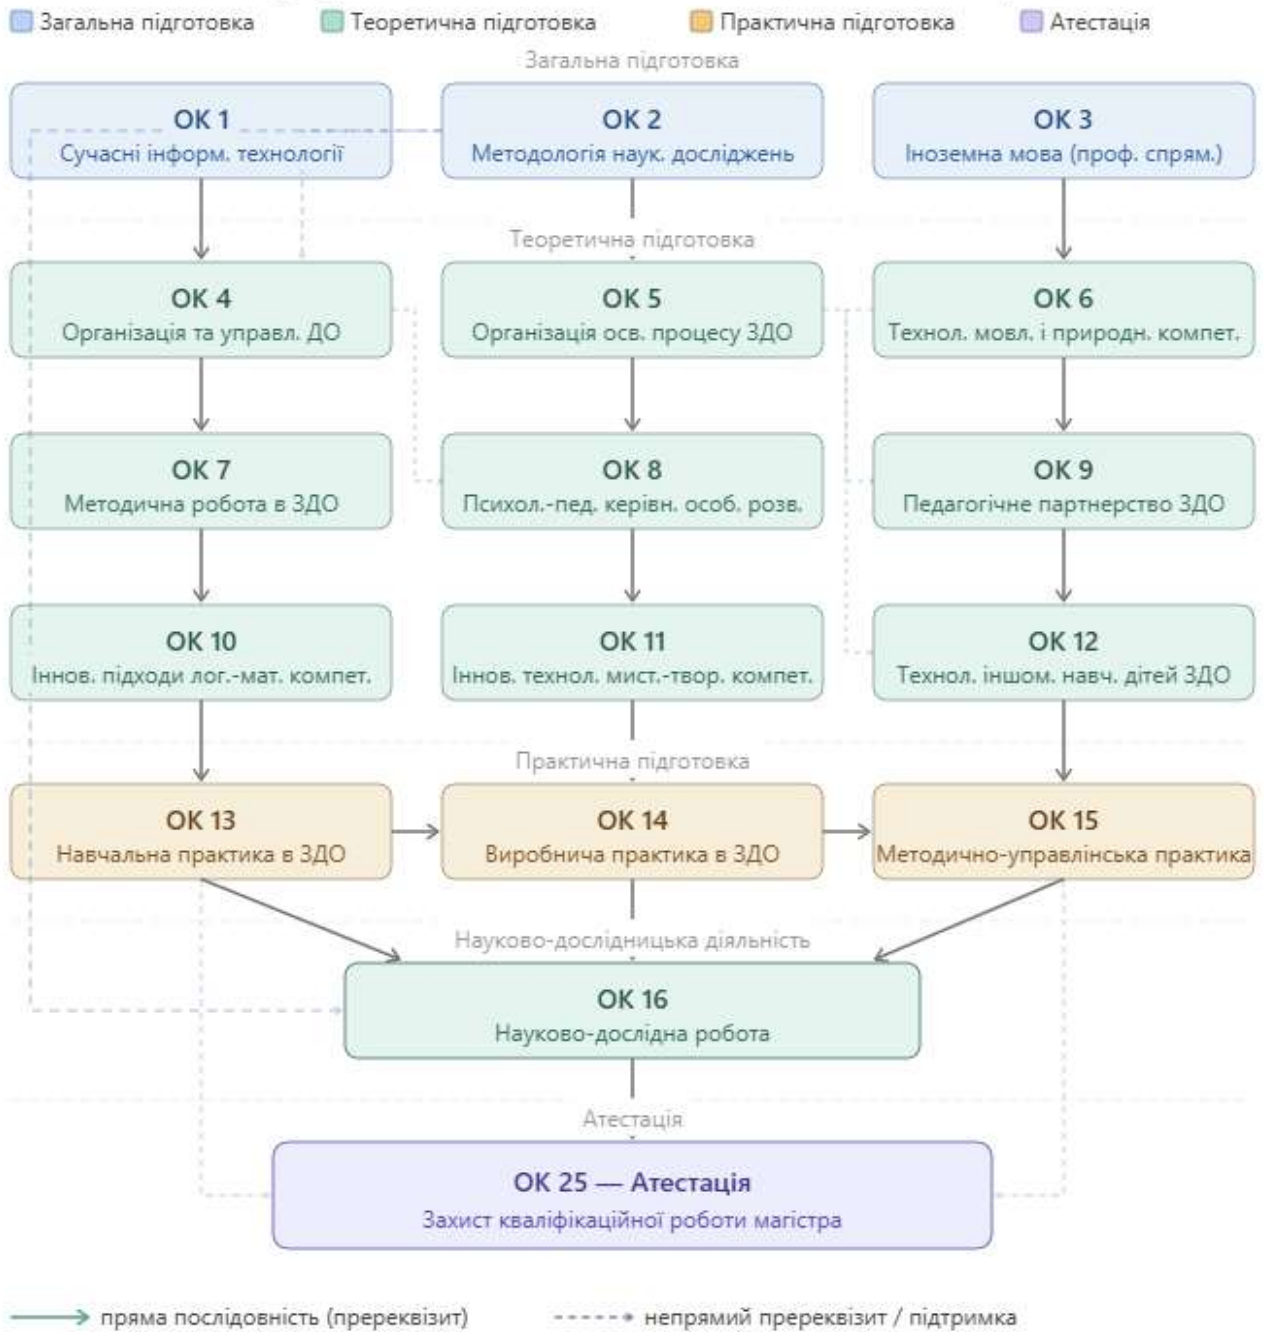 Загальна підготовка
Теоретична підготовка
Практична підготовка
Атестація
Загальна підготовка
ОК 1
Сучасні інформ. технології
ОК 2
Методологія наук. досліджень
ОК 3
Іноземна мова (проф. спрям.)
Теоретична підготовка
ОК 4
Організація та управл. ДО
ОК 5
Організація осв. процесу ЗДО
ОК 6
Технол. мовл. і природн. компет.
ОК 7
Методична робота в ЗДО
ОК 8
Психол.-пед. керівн. особ. розв.
ОК 9
Педагогічне партнерство ЗДО
ОК 10
Іннов. підходи лог.-мат. компет.
ОК 11
Іннов. технол. мист.-твор. компет.
ОК 12
Технол. іншом. навч. дітей ЗДО
Практична підготовка
ОК 13
Навчальна практика в ЗДО
ОК 14
Виробнича практика в ЗДО
ОК 15
Методично-управлінська практика
Науково-дослідницька діяльність
ОК 16
Науково-дослідна робота
Атестація
ОК 25 — Атестація
Захист кваліфікаційної роботи магістра
пряма послідовність (пререквізит)
непрямий пререквізит / підтримка